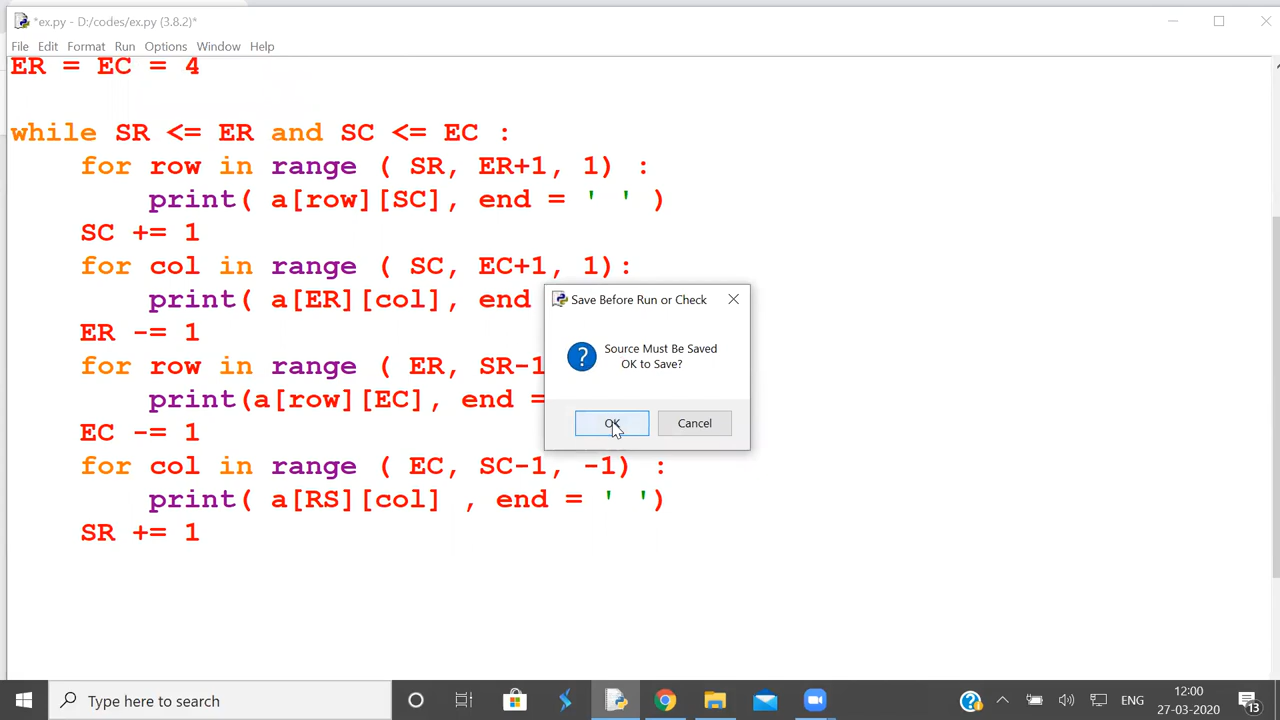 *ex.py - D:/codes/ex.py (3.8.2)*
File Edit Format Run Options Window Help
ER = EC = 4
while SR <= ER and SC <= EC :
for row in range ( SR, ER+1, 1) :
print( a[row][SC], end = ' ' )
SC += 1
for col in range ( SC, EC+1, 1):
print( a[ER][col], end
ER -= 1
for row in range ( ER, SR-1
print(a[row][EC], end =
EC -= 1
for col in range ( EC, SC-1, -1) :
print( a[RS][col] , end = ' ')
SR += 1
Save Before Run or Check
Source Must Be Saved
OK to Save?
OK Cancel
Type here to search
ENG
12:00
27-03-2020
13